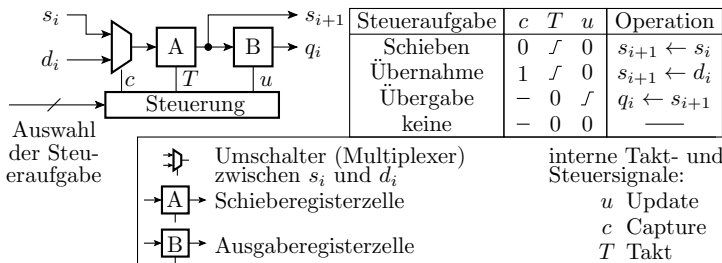 s_i
d_i
A
B
s_{i+1}
q_i
c
T
u
Steuerung
Auswahl
der Steu-
eraufgabe
Steueraufgabe c T u Operation
Schieben 0 0 s_{i+1} ← s_i
Übernahme 1 0 s_{i+1} ← d_i
Übergabe – 0 q_i ← s_{i+1}
keine – 0 0 —
Umschalter (Multiplexer)
zwischen s_i und d_i
A Schieberegisterzelle
B Ausgaberegisterzelle
interne Takt- und
Steuersignale:
u Update
c Capture
T Takt